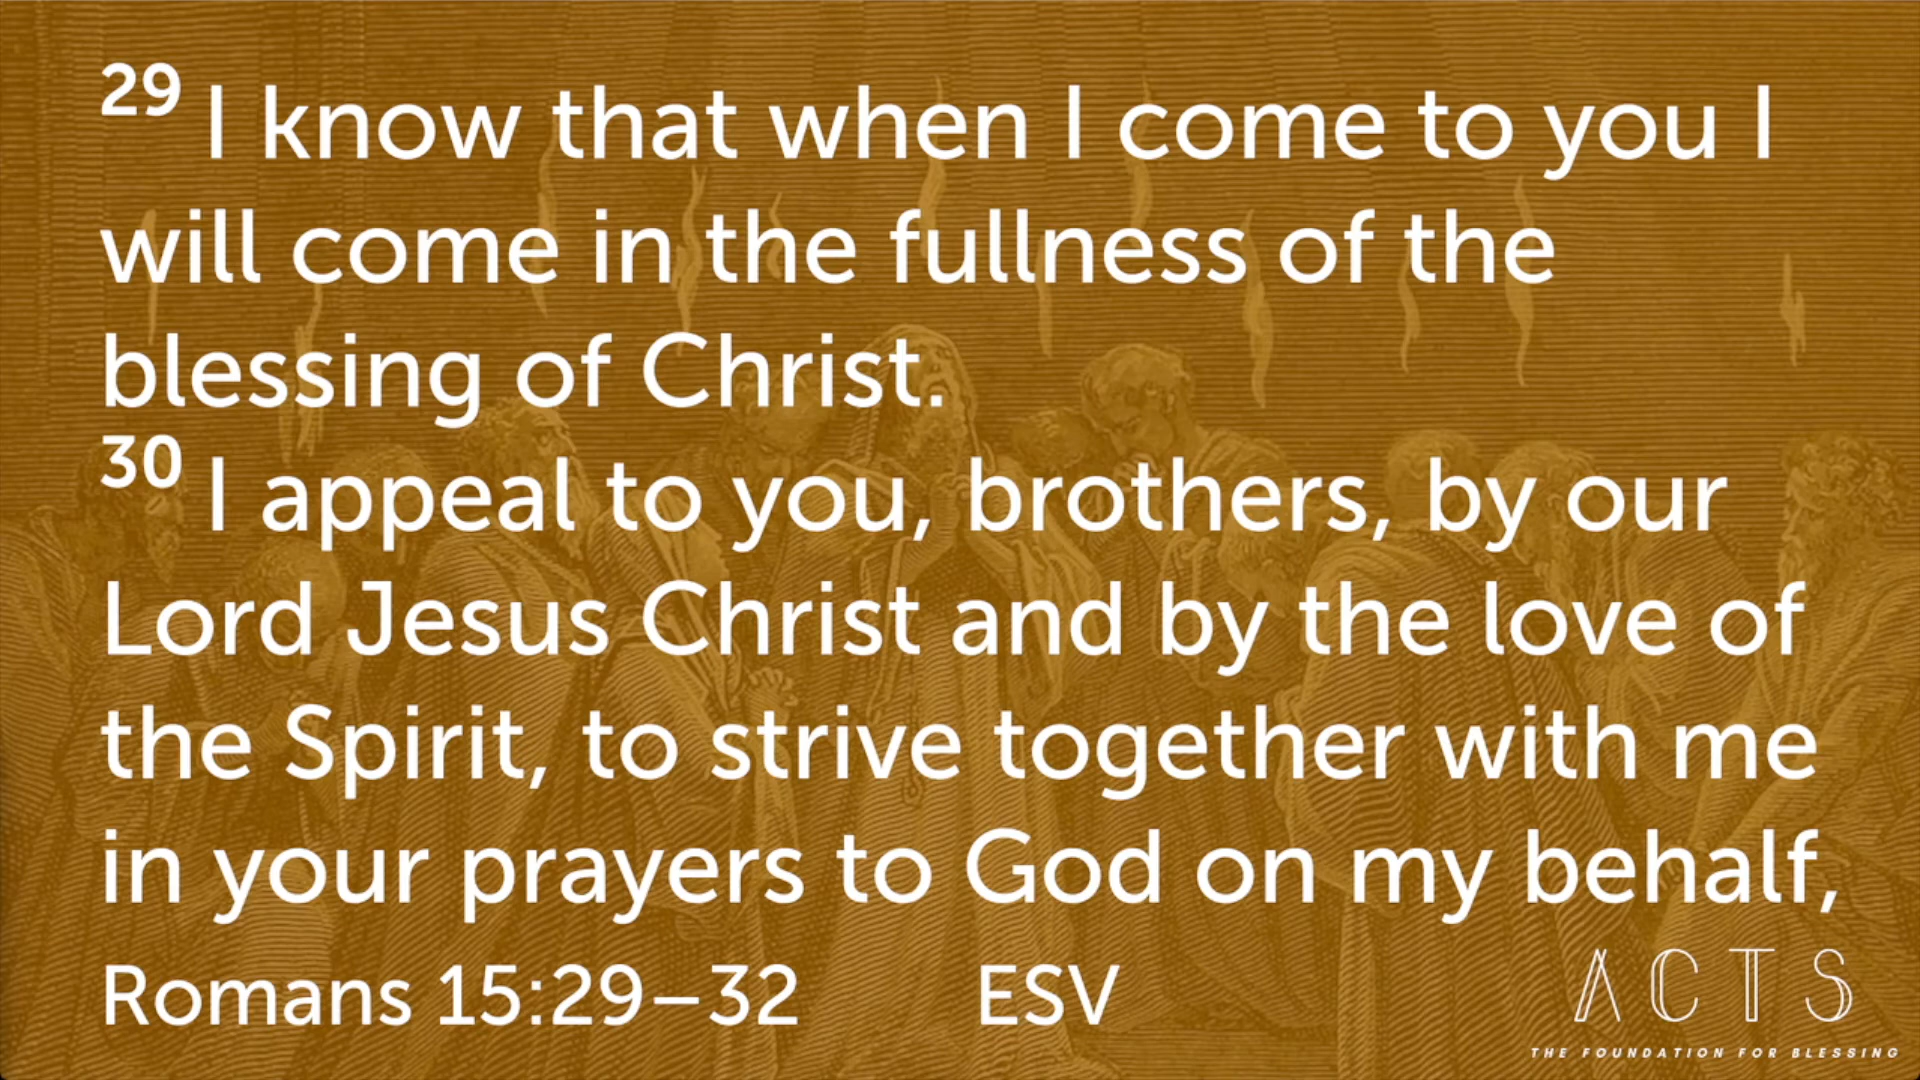 29 I know that when I come to you I
will come in the fullness of the
blessing of Christ.
30 I appeal to you, brothers, by our
Lord Jesus Christ and by the love of
the Spirit, to strive together with me
in your prayers to God on my behalf,
Romans 15:29–32 ESV
ACTS
THE FOUNDATION FOR BLESSING